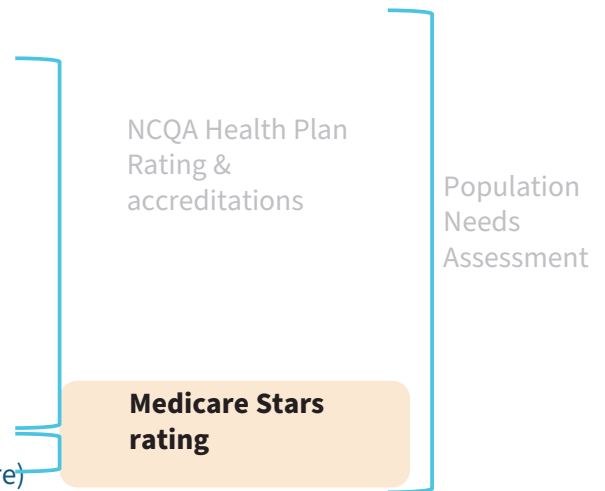 NCQA Health Plan
Rating &
accreditations
Population
Needs
Assessment
Medicare Stars
rating